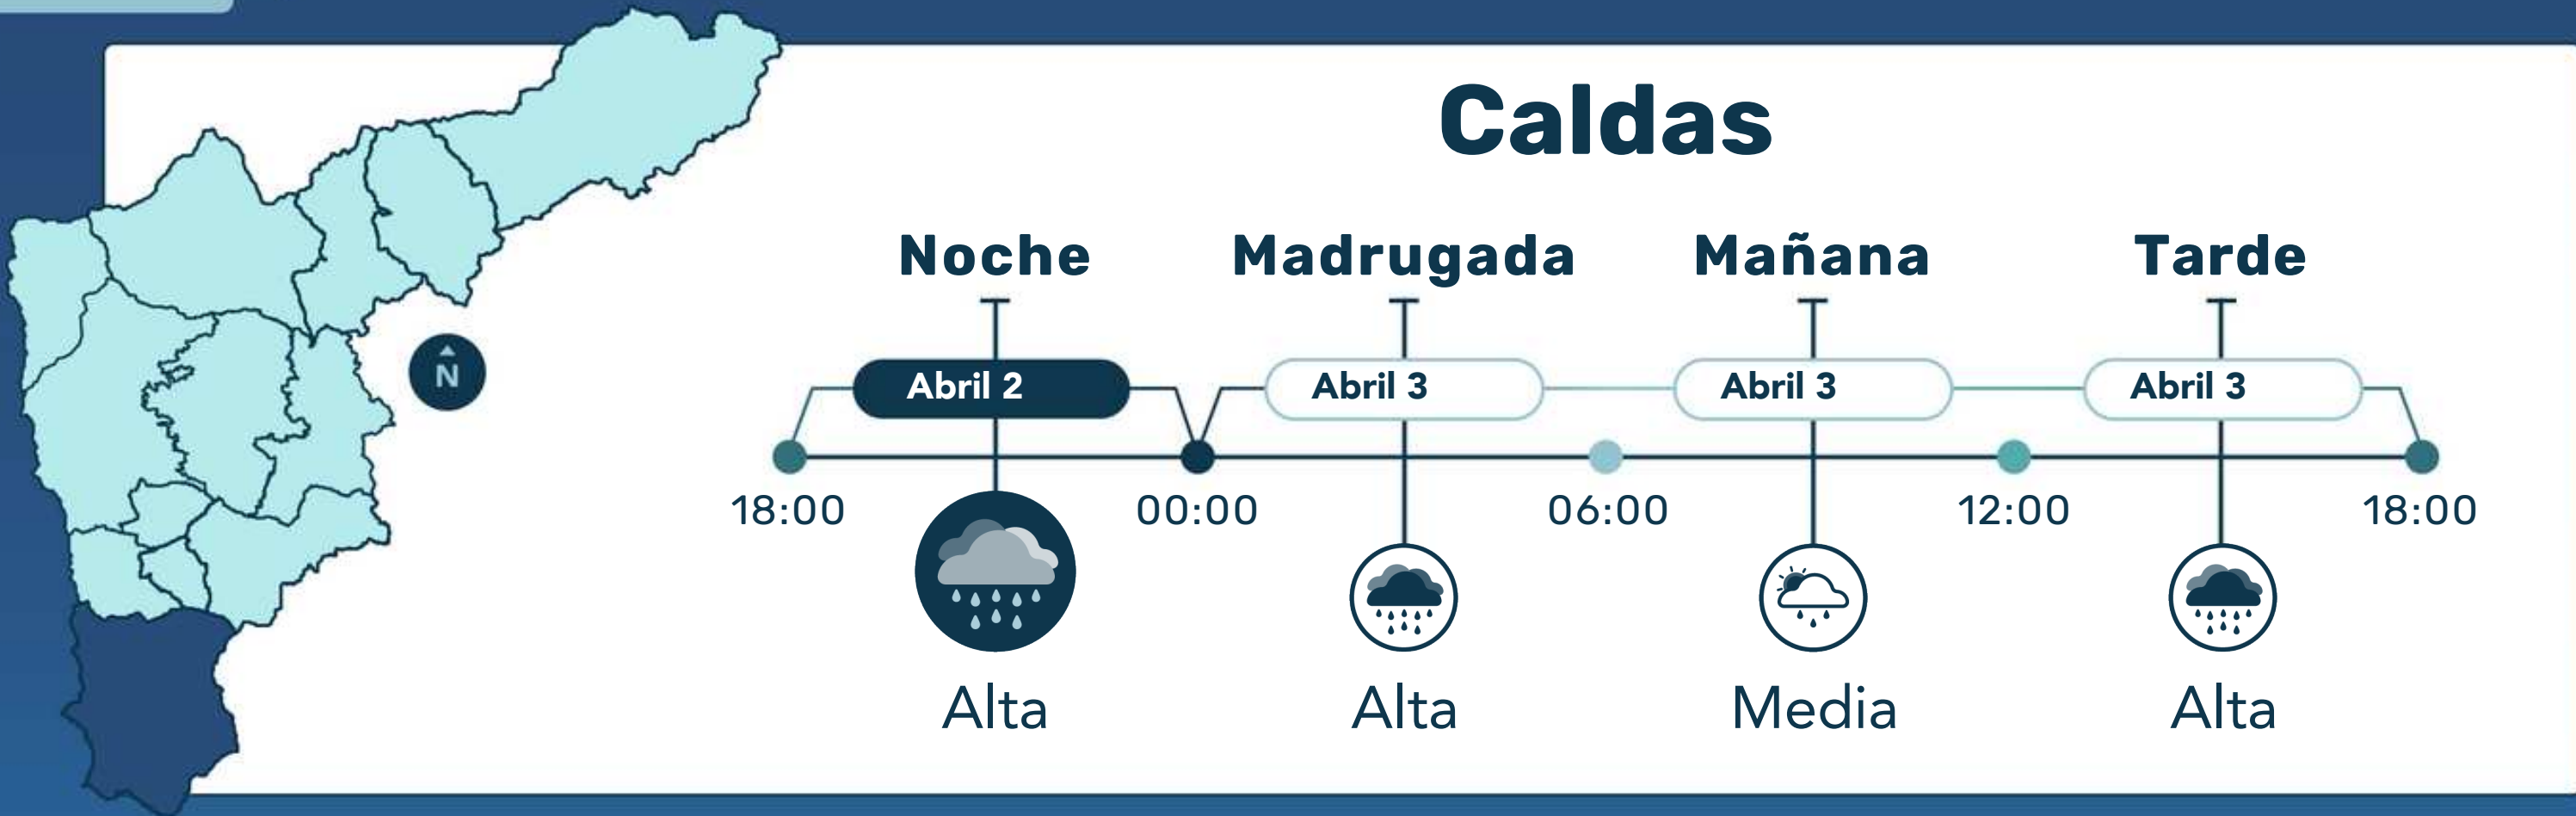 Caldas
Noche Madrugada Mañana Tarde
N
Abril 2 Abril 3 Abril 3 Abril 3
18:00 00:00 06:00 12:00 18:00
Alta Alta Media Alta